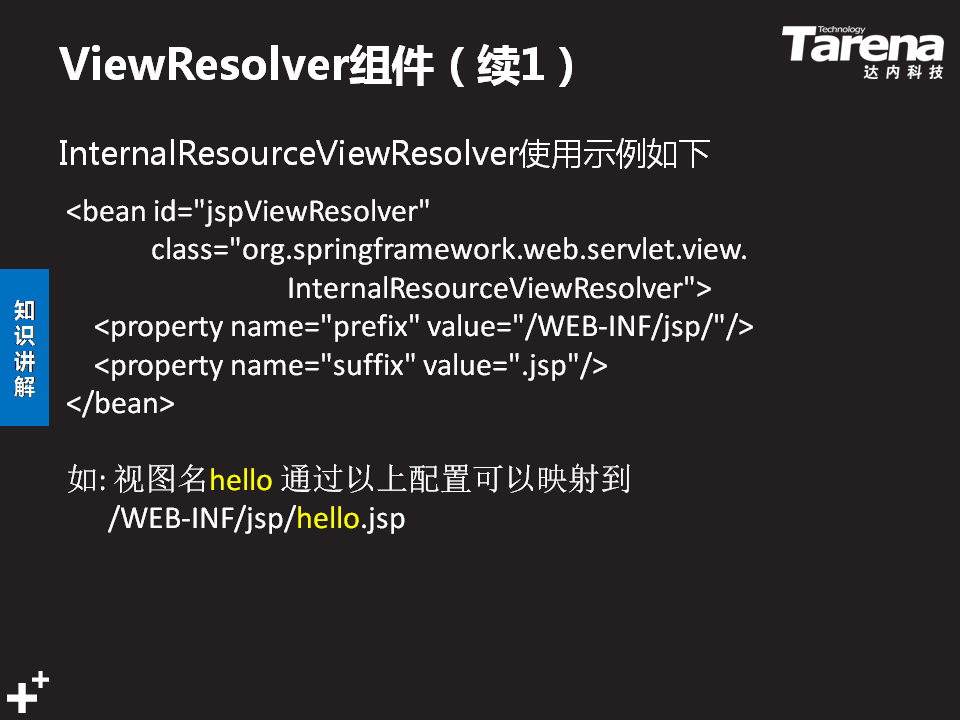 ViewResolver组件（续1）
Technology
Tarena
达内科技
InternalResourceViewResolver使用示例如下
<bean id="jspViewResolver"
class="org.springframework.web.servlet.view.
InternalResourceViewResolver">
<property name="prefix" value="/WEB-INF/jsp/"/>
<property name="suffix" value=".jsp"/>
</bean>
知识讲解
如: 视图名hello 通过以上配置可以映射到
/WEB-INF/jsp/hello.jsp